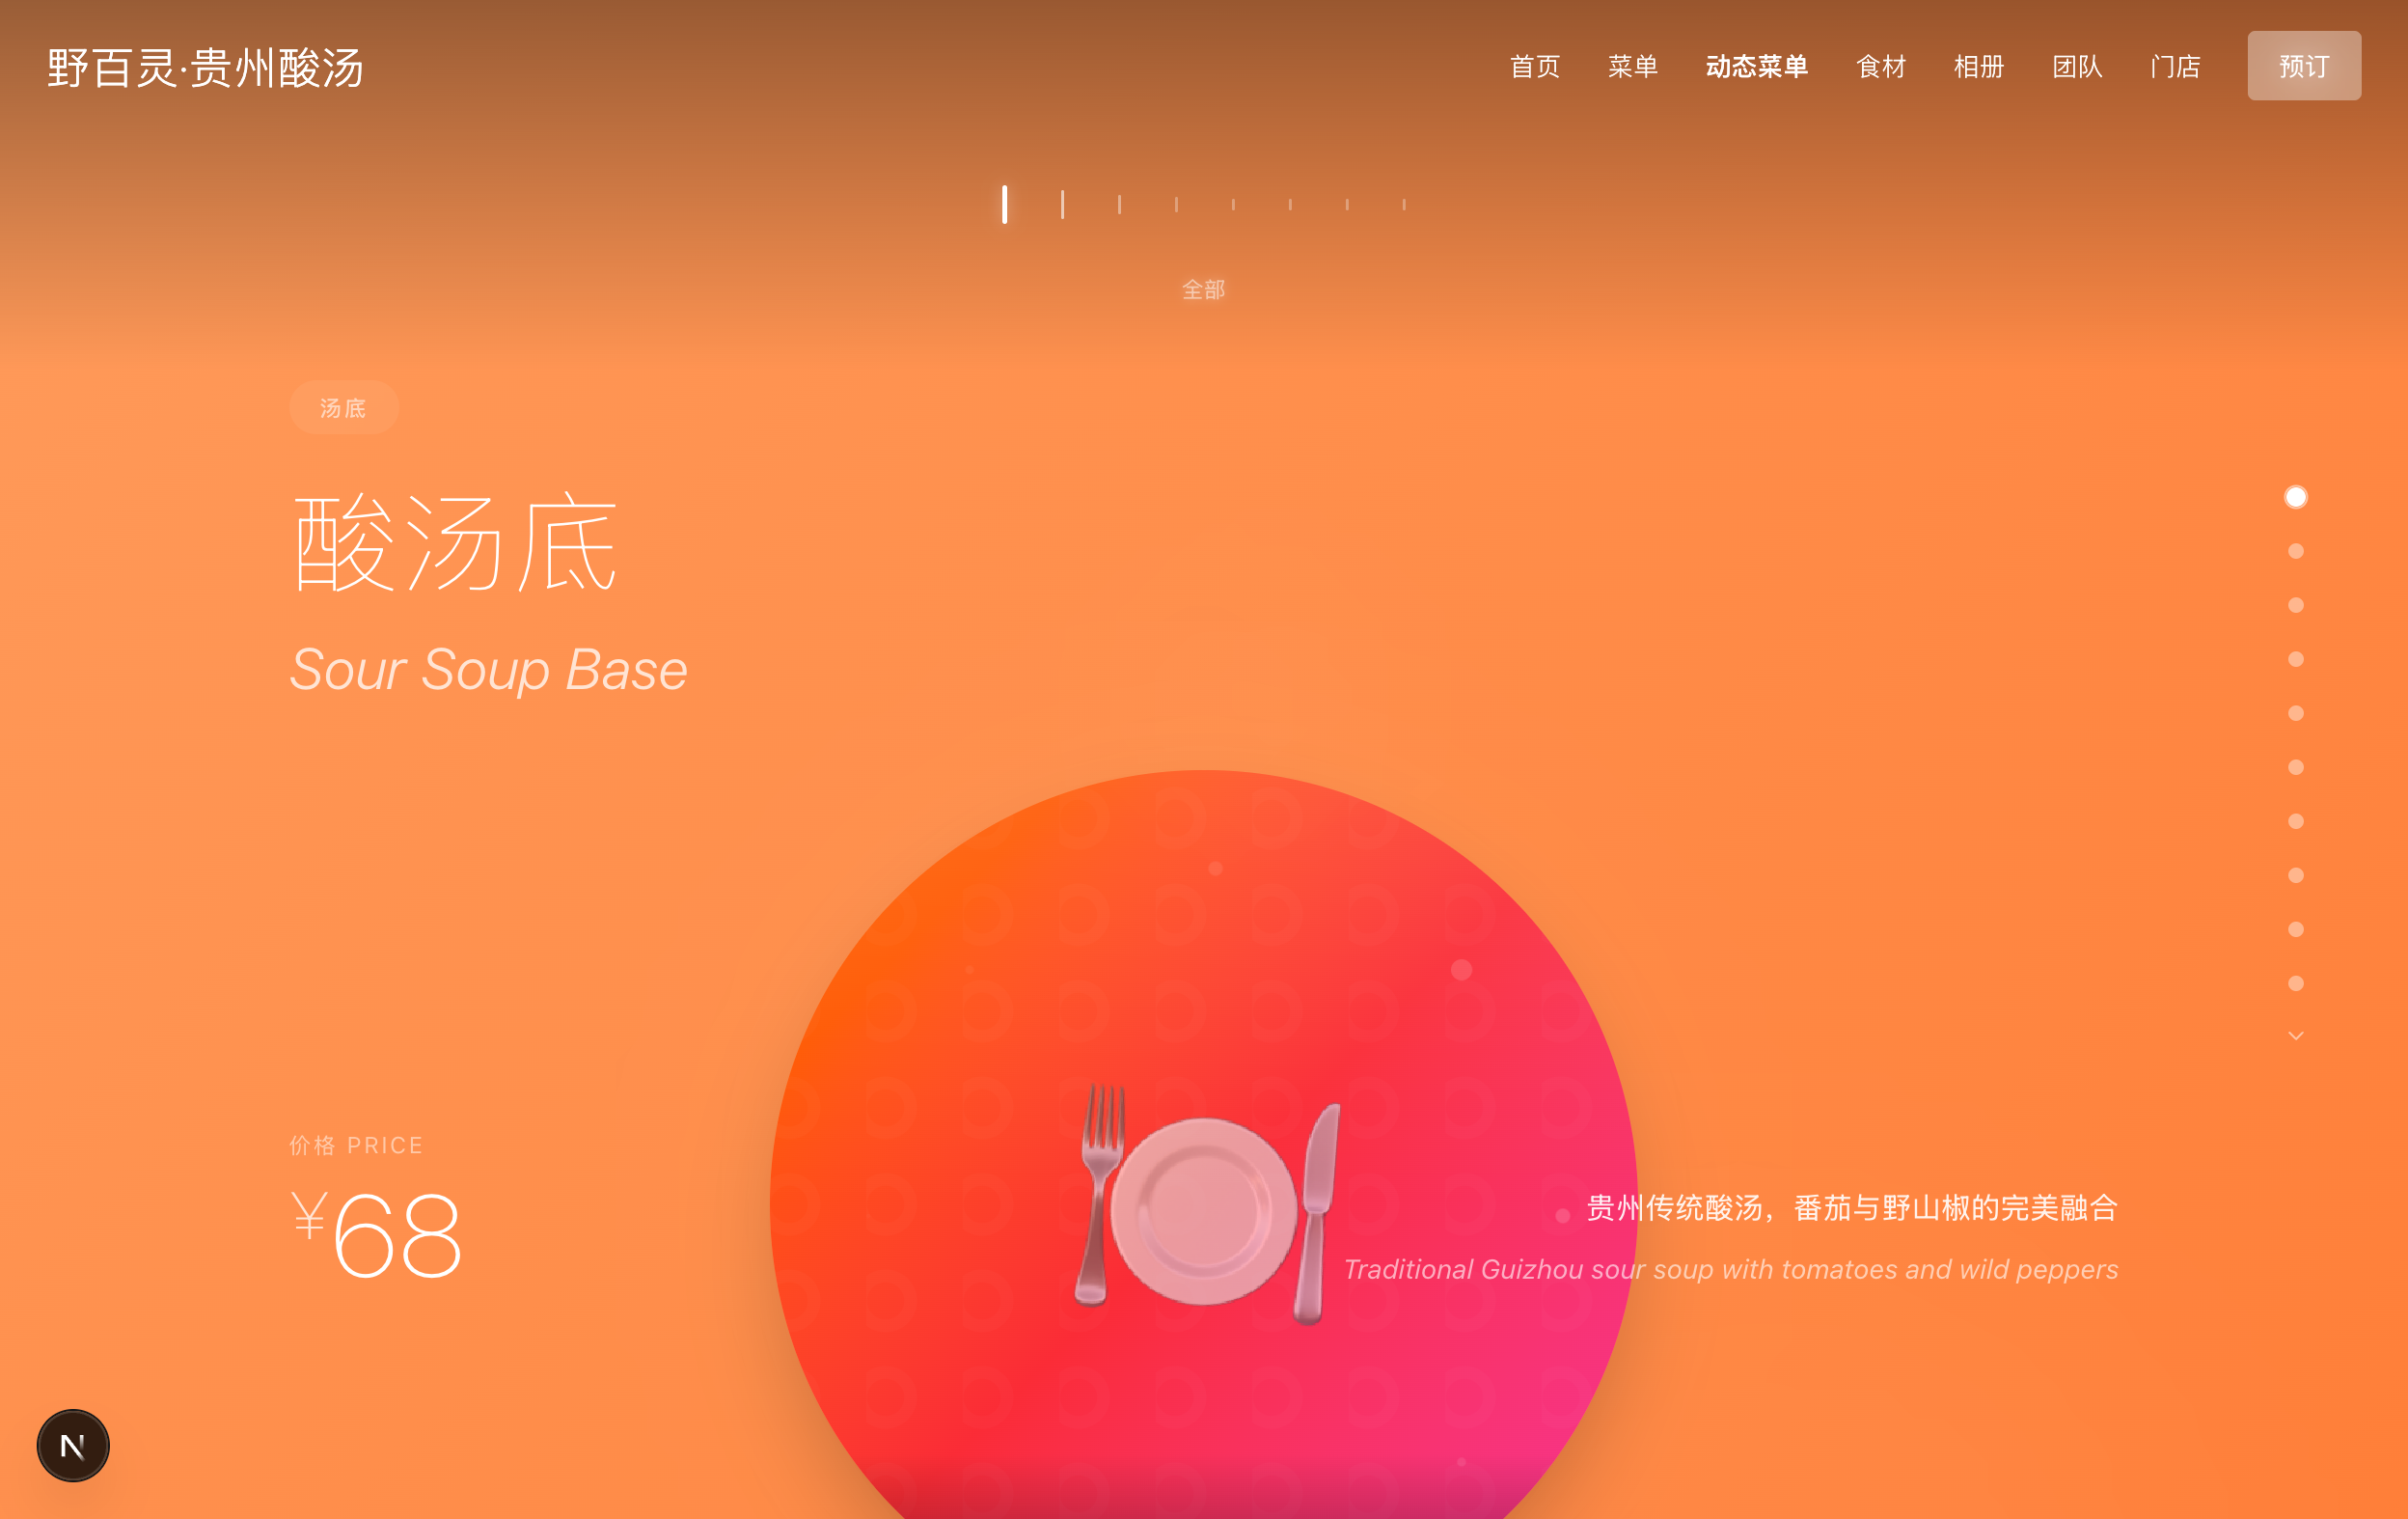 野百灵·贵州酸汤
首页 菜单 动态菜单 食材 相册 团队 门店 预订
全部
汤底
酸汤底
Sour Soup Base
价格 PRICE
¥68
贵州传统酸汤，番茄与野山椒的完美融合
Traditional Guizhou sour soup with tomatoes and wild peppers
N